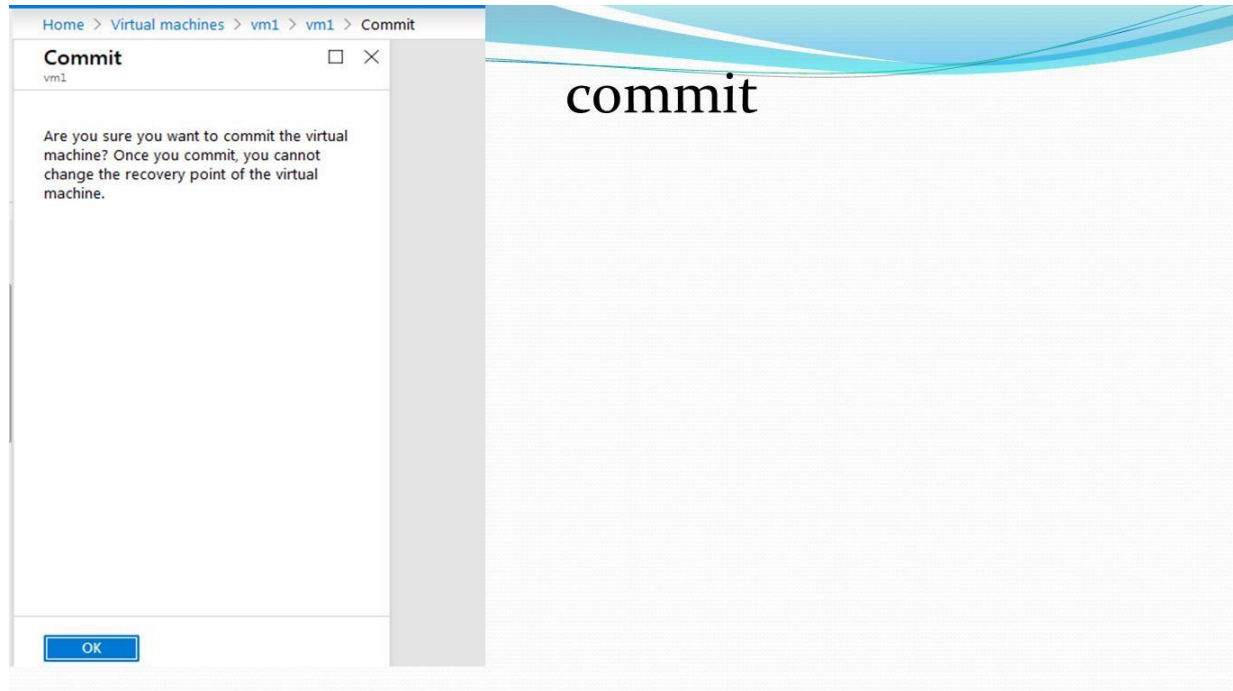 Home > Virtual machines > vm1 > vm1 > Commit
Commit
vm1
Are you sure you want to commit the virtual
machine? Once you commit, you cannot
change the recovery point of the virtual
machine.
OK
commit